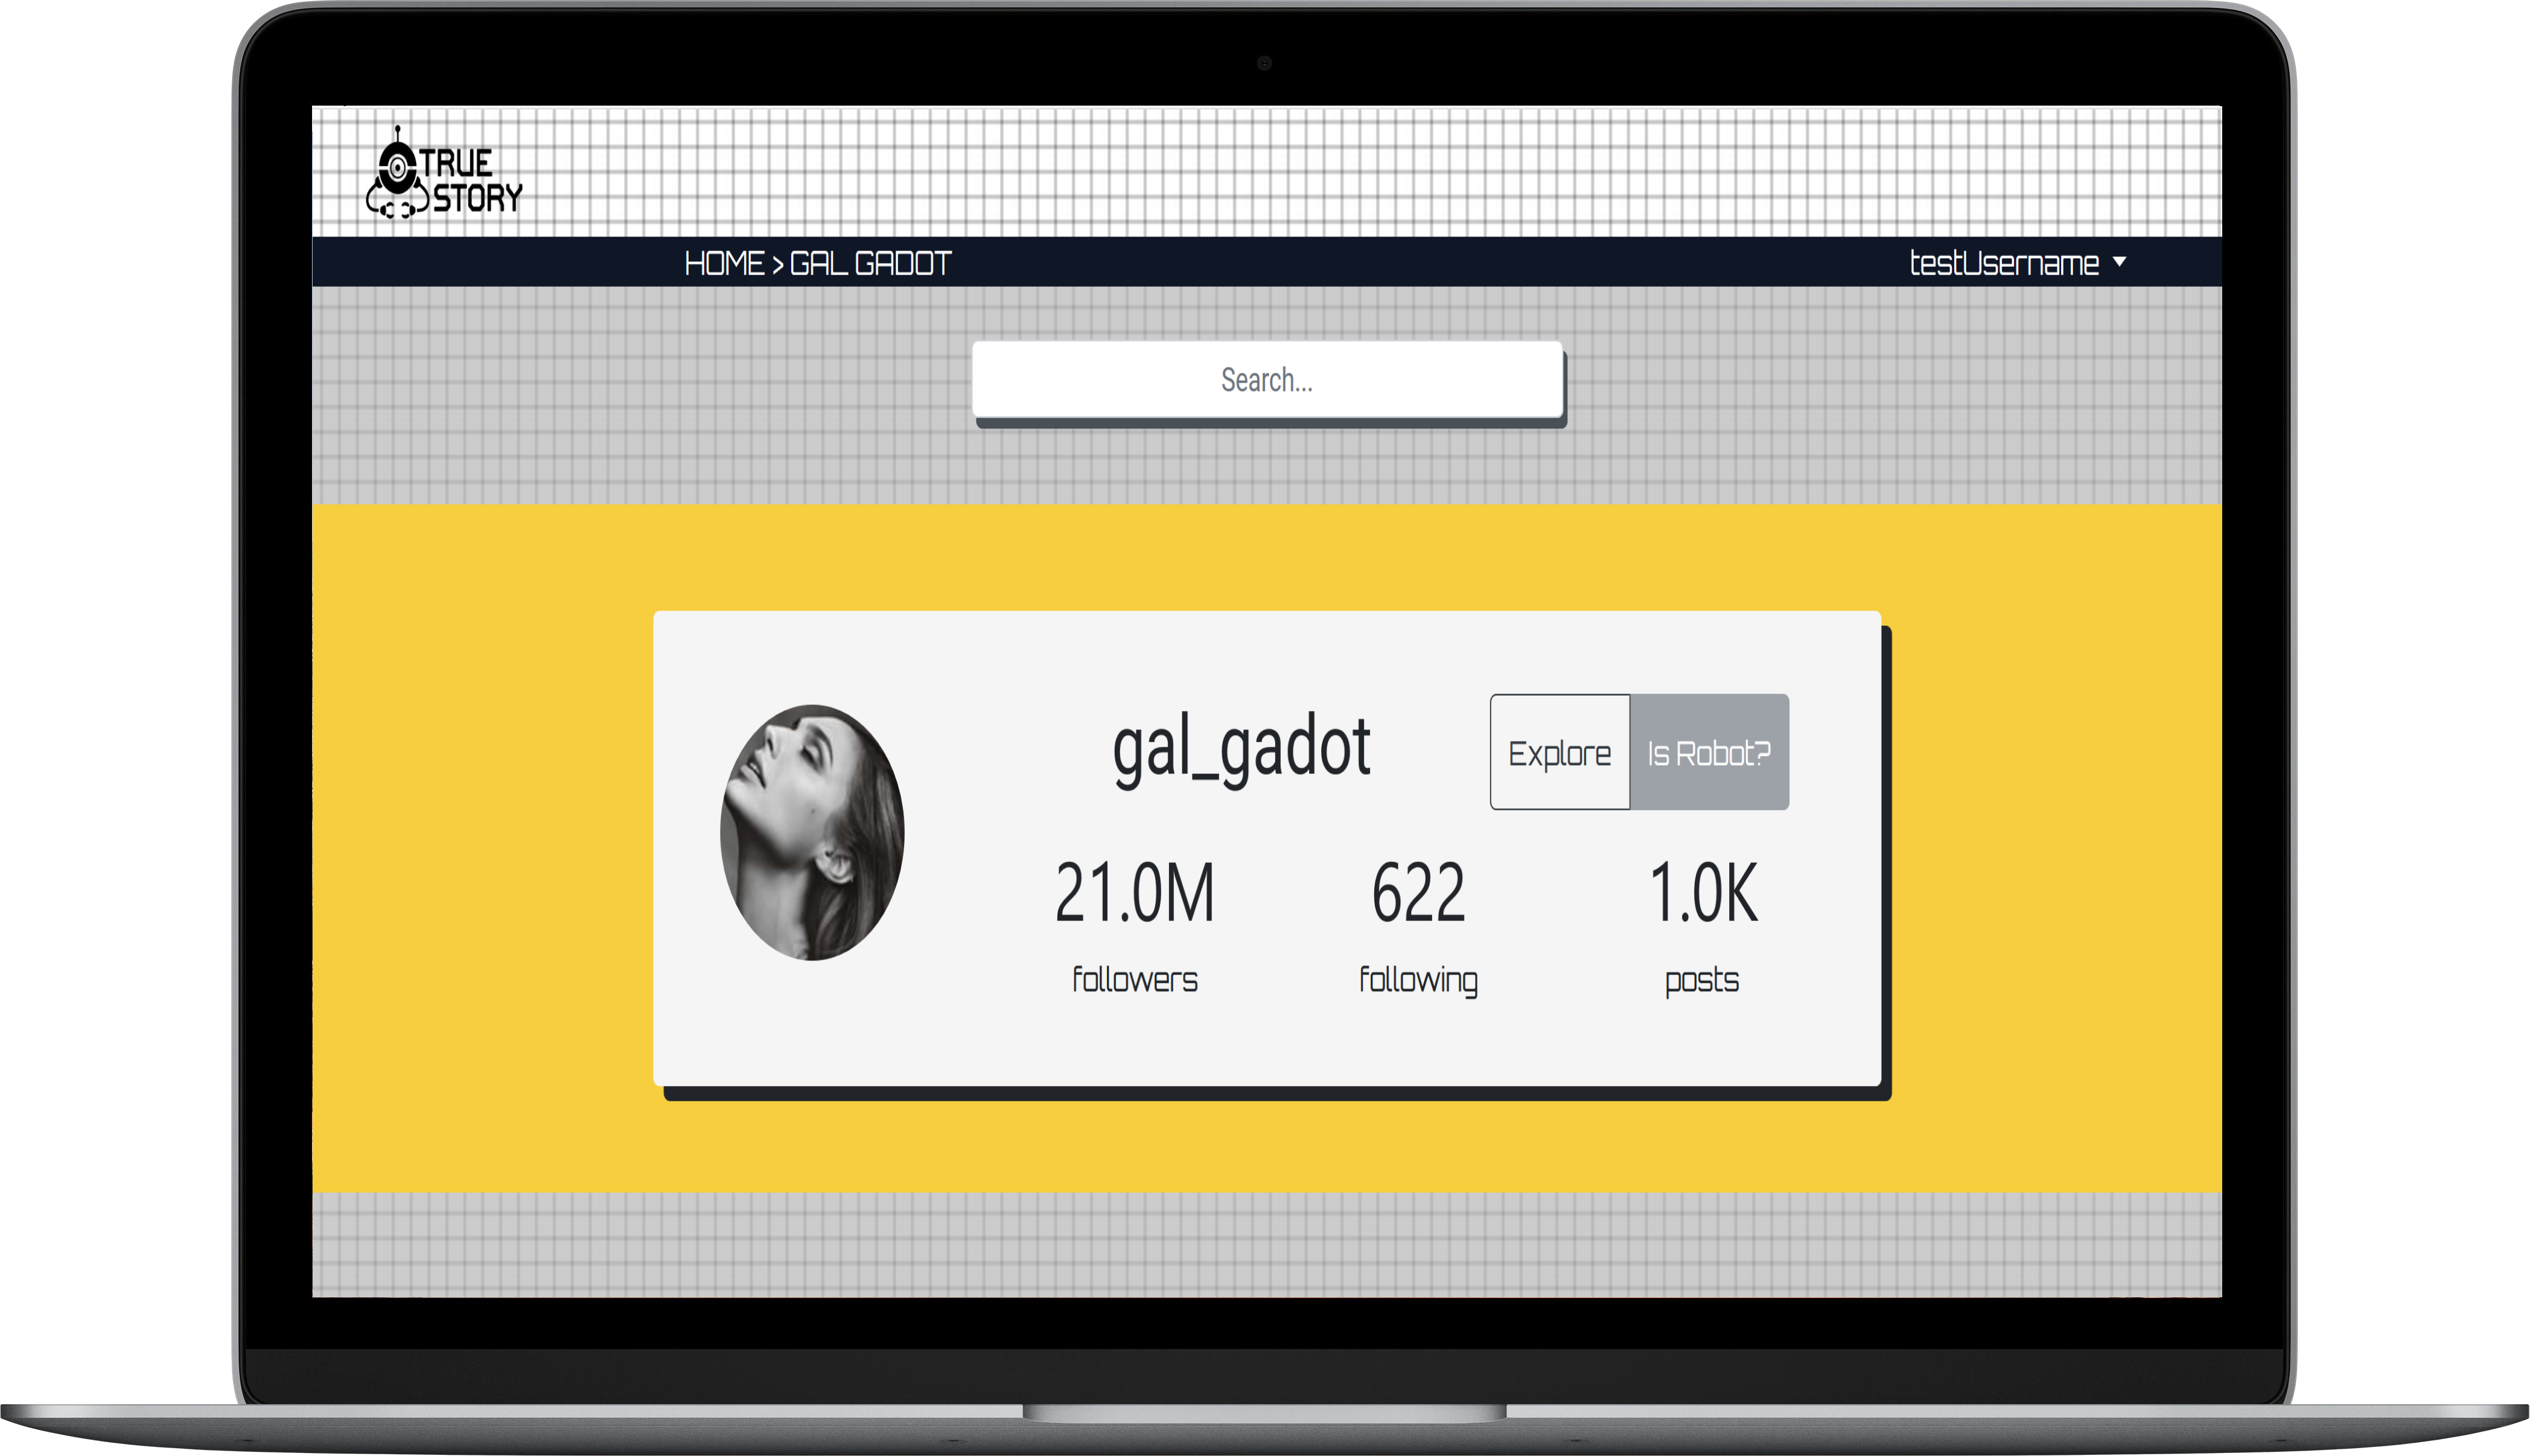 TRUE
STORY
HOME > GAL GADOT
testUsername
Search...
gal_gadot
Explore
Is Robot?
21.0M
622
1.0K
followers
following
posts